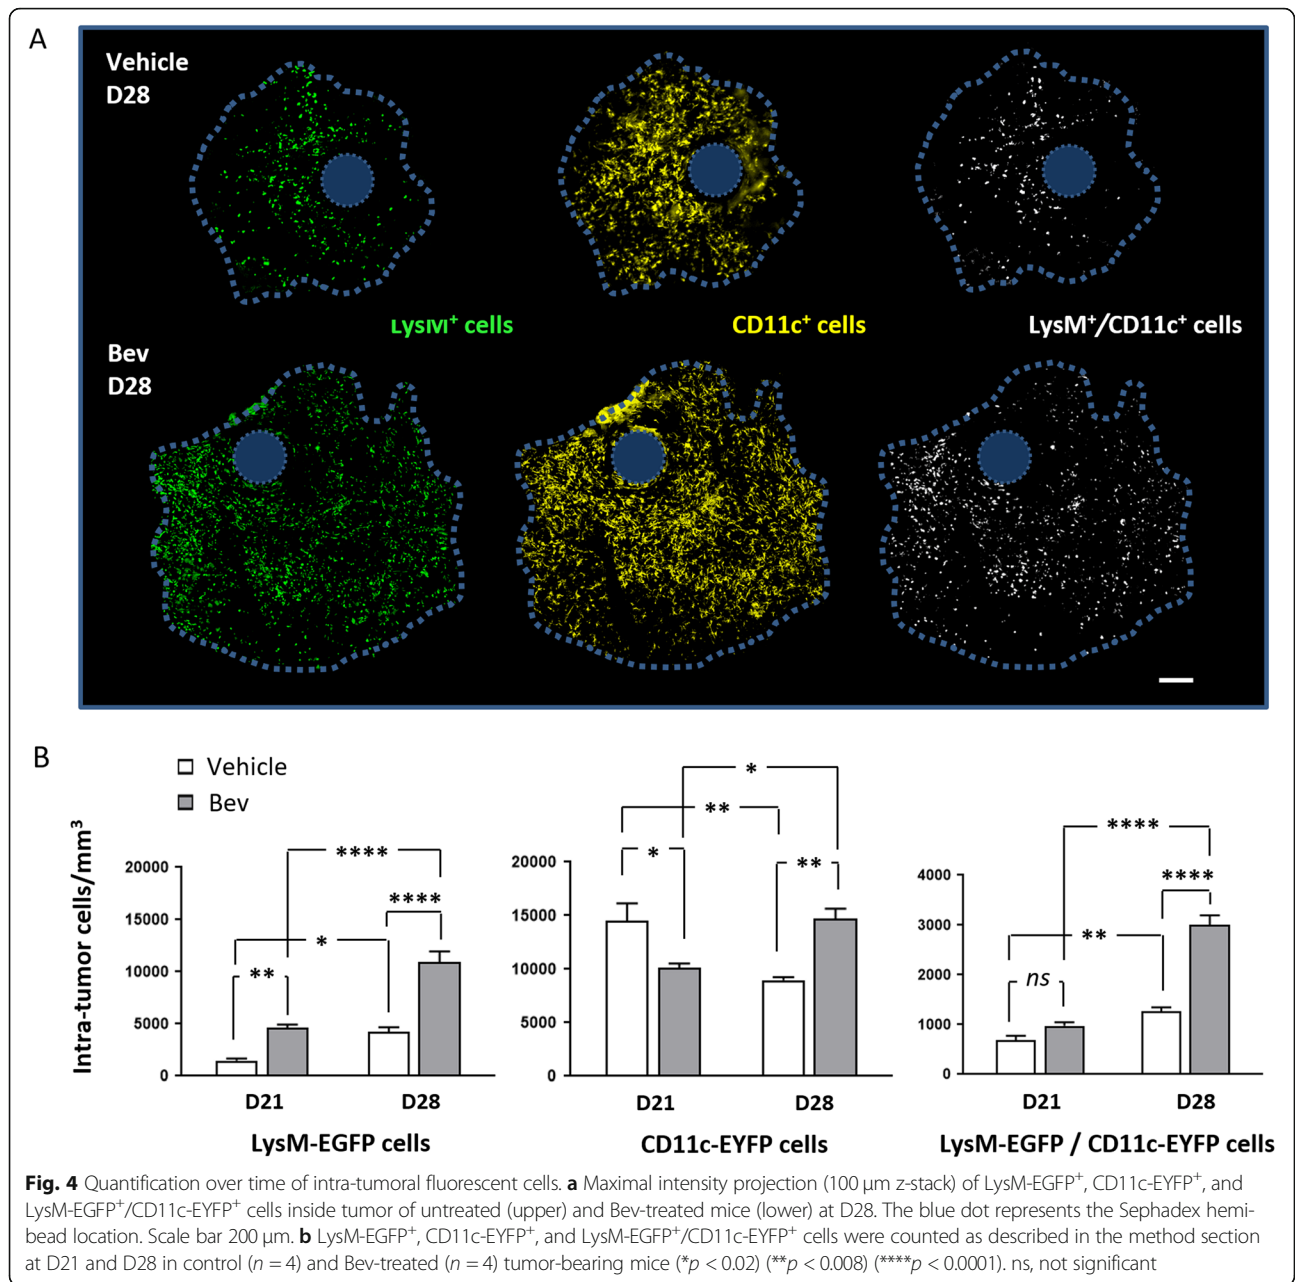 A
Vehicle
D28
LysM⁺ cells
CD11c⁺ cells
LysM⁺/CD11c⁺ cells
Bev
D28
B
Vehicle
Bev
Intra-tumor cells/mm³
20000
15000
10000
5000
0
**
*
****
****
D21
D28
LysM-EGFP cells
20000
15000
10000
5000
0
*
**
*
**
D21
D28
CD11c-EYFP cells
4000
3000
2000
1000
0
ns
**
****
****
D21
D28
LysM-EGFP / CD11c-EYFP cells
Fig. 4 Quantification over time of intra-tumoral fluorescent cells. a Maximal intensity projection (100 μm z-stack) of LysM-EGFP⁺, CD11c-EYFP⁺, and
LysM-EGFP⁺/CD11c-EYFP⁺ cells inside tumor of untreated (upper) and Bev-treated mice (lower) at D28. The blue dot represents the Sephadex hemi-
bead location. Scale bar 200 μm. b LysM-EGFP⁺, CD11c-EYFP⁺, and LysM-EGFP⁺/CD11c-EYFP⁺ cells were counted as described in the method section
at D21 and D28 in control (n = 4) and Bev-treated (n = 4) tumor-bearing mice (*p < 0.02) (**p < 0.008) (****p < 0.0001). ns, not significant